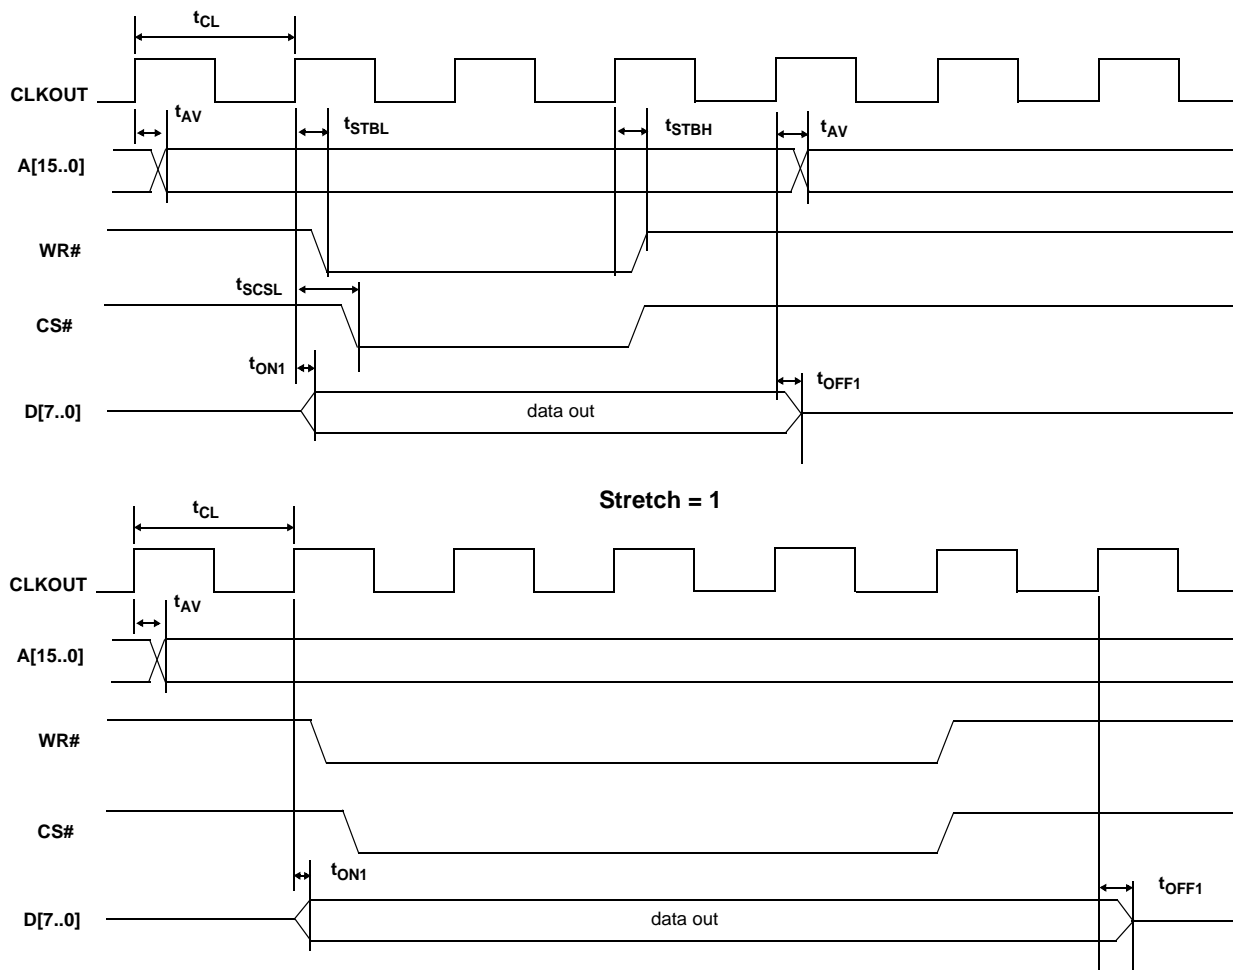 tCL
CLKOUT
tAV
tSTBL
tSTBH
tAV
A[15..0]
WR#
tSCSL
CS#
tON1
tOFF1
D[7..0]
data out
Stretch = 1
tCL
CLKOUT
tAV
A[15..0]
WR#
CS#
tON1
tOFF1
D[7..0]
data out